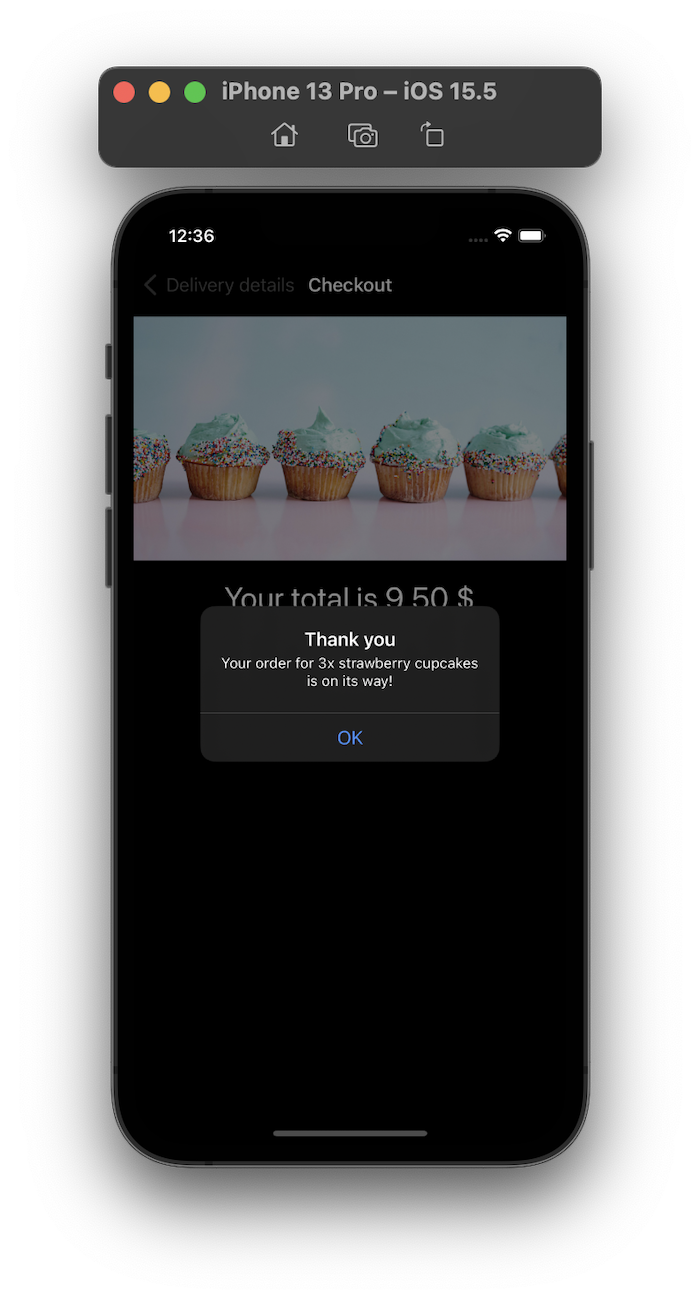 iPhone 13 Pro – iOS 15.5
12:36
Delivery details Checkout
Your total is 9,50 $
Thank you
Your order for 3x strawberry cupcakes
is on its way!
OK